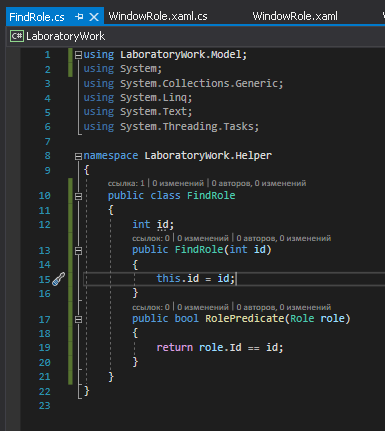 FindRole.cs WindowRole.xaml.cs WindowRole.xaml
C# LaboratoryWork
1 using LaboratoryWork.Model;
2 using System;
3 using System.Collections.Generic;
4 using System.Linq;
5 using System.Text;
6 using System.Threading.Tasks;
7
8 namespace LaboratoryWork.Helper
9 {
ссылка: 1 | 0 изменений | 0 авторов, 0 изменений
10 public class FindRole
11 {
12 int id;
ссылок: 0 | 0 изменений | 0 авторов, 0 изменений
13 public FindRole(int id)
14 {
15 this.id = id;
16 }
ссылок: 0 | 0 изменений | 0 авторов, 0 изменений
17 public bool RolePredicate(Role role)
18 {
19 return role.Id == id;
20 }
21 }
22 }
23